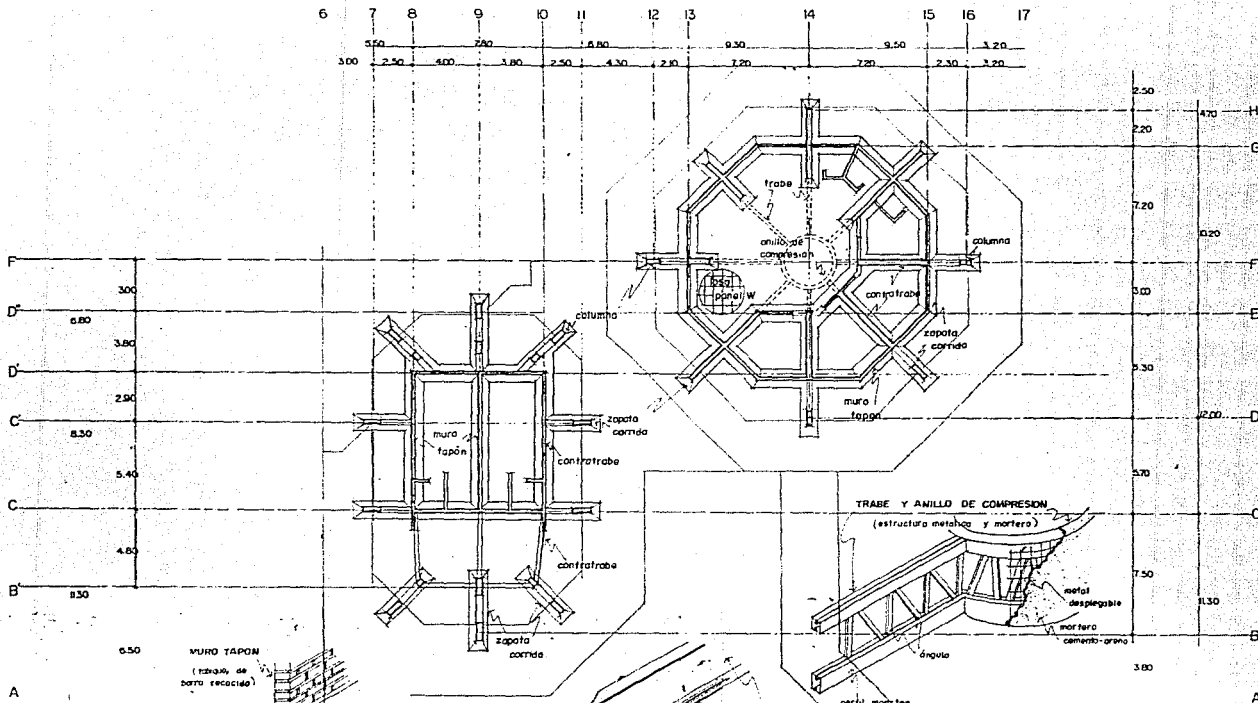 6 7 8 9 10 11 12 13 14 15 16 17
5.50 7.80 6.80 9.30 9.50 3.20
3.00 2.50 4.00 3.80 2.50 4.30 2.10 7.20 7.20 2.30 3.20
2.50
4.70
H
2.20
G
trabe
7.20
10.20
anillo de
compresión
columna
F
F
losa
panel W
3.00
3.00
contratrabe
D"
columna
E
6.80
zapata
corrida
3.80
5.30
D'
muro
tapón
2.90
12.00
C'
zapata
corrida
D
8.30
muro
tapón
contratrabe
5.40
5.70
C
TRABE Y ANILLO DE COMPRESION
C
(estructura metalica y mortero)
4.80
contratrabe
7.50
metal
desplegable
B'
11.30
11.30
mortero
cemento-arena
zapata
corrida
B
6.50
MURO TAPON
ángulo
(tabique de
barro recocido)
3.80
A
A